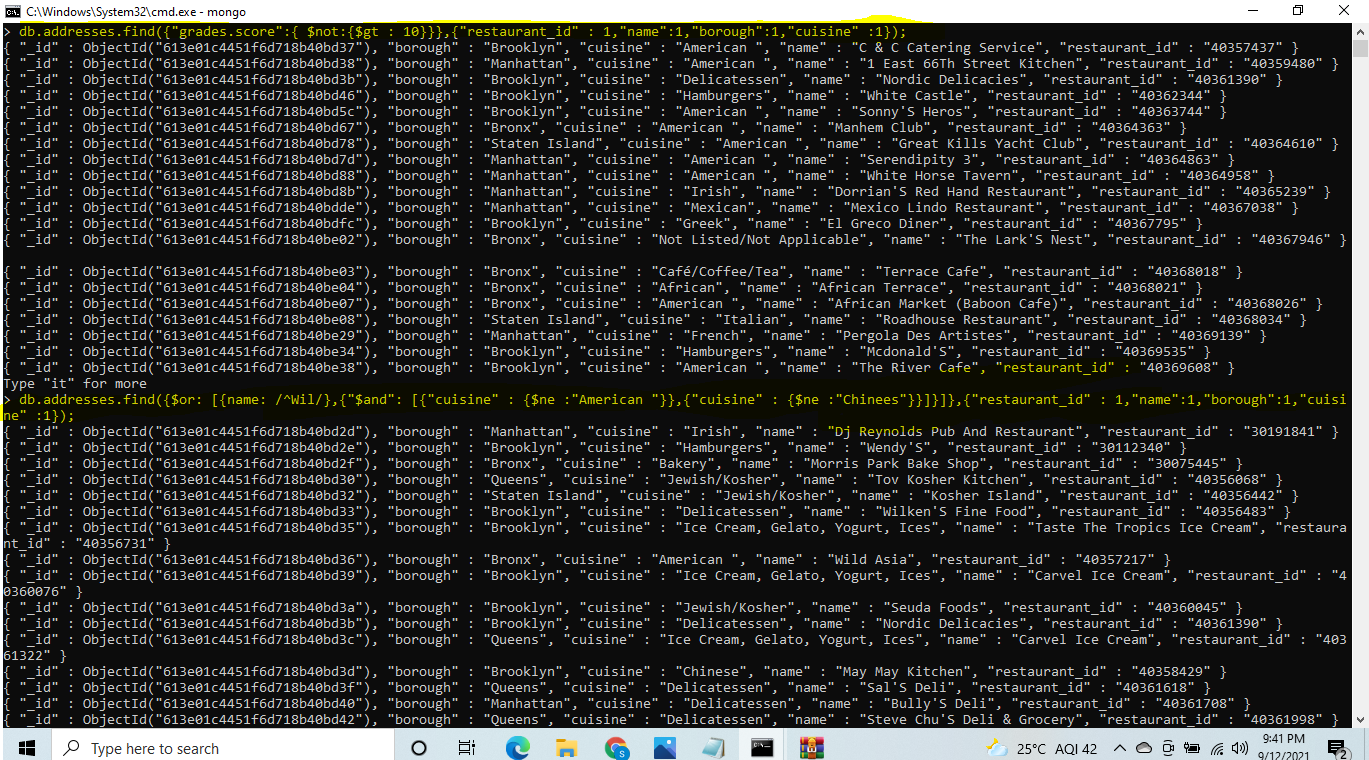 C:\Windows\System32\cmd.exe - mongo
> db.addresses.find({"grades.score":{ $not:{$gt : 10}}},{"restaurant_id" : 1,"name":1,"borough":1,"cuisine" :1});
{ "_id" : ObjectId("613e01c4451f6d718b40bd37"), "borough" : "Brooklyn", "cuisine" : "American ", "name" : "C & C Catering Service", "restaurant_id" : "40357437" }
{ "_id" : ObjectId("613e01c4451f6d718b40bd38"), "borough" : "Manhattan", "cuisine" : "American ", "name" : "1 East 66Th Street Kitchen", "restaurant_id" : "40359480" }
{ "_id" : ObjectId("613e01c4451f6d718b40bd3b"), "borough" : "Brooklyn", "cuisine" : "Delicatessen", "name" : "Nordic Delicacies", "restaurant_id" : "40361390" }
{ "_id" : ObjectId("613e01c4451f6d718b40bd46"), "borough" : "Brooklyn", "cuisine" : "Hamburgers", "name" : "White Castle", "restaurant_id" : "40362344" }
{ "_id" : ObjectId("613e01c4451f6d718b40bd5c"), "borough" : "Brooklyn", "cuisine" : "American ", "name" : "Sonny'S Heros", "restaurant_id" : "40363744" }
{ "_id" : ObjectId("613e01c4451f6d718b40bd67"), "borough" : "Bronx", "cuisine" : "American ", "name" : "Manhem Club", "restaurant_id" : "40364363" }
{ "_id" : ObjectId("613e01c4451f6d718b40bd78"), "borough" : "Staten Island", "cuisine" : "American ", "name" : "Great Kills Yacht Club", "restaurant_id" : "40364610" }
{ "_id" : ObjectId("613e01c4451f6d718b40bd7d"), "borough" : "Manhattan", "cuisine" : "American ", "name" : "Serendipity 3", "restaurant_id" : "40364863" }
{ "_id" : ObjectId("613e01c4451f6d718b40bd88"), "borough" : "Manhattan", "cuisine" : "American ", "name" : "White Horse Tavern", "restaurant_id" : "40364958" }
{ "_id" : ObjectId("613e01c4451f6d718b40bd8b"), "borough" : "Manhattan", "cuisine" : "Irish", "name" : "Dorrian'S Red Hand Restaurant", "restaurant_id" : "40365239" }
{ "_id" : ObjectId("613e01c4451f6d718b40bdde"), "borough" : "Manhattan", "cuisine" : "Mexican", "name" : "Mexico Lindo Restaurant", "restaurant_id" : "40367038" }
{ "_id" : ObjectId("613e01c4451f6d718b40bdfc"), "borough" : "Brooklyn", "cuisine" : "Greek", "name" : "El Greco Diner", "restaurant_id" : "40367795" }
{ "_id" : ObjectId("613e01c4451f6d718b40be02"), "borough" : "Bronx", "cuisine" : "Not Listed/Not Applicable", "name" : "The Lark'S Nest", "restaurant_id" : "40367946" }
{ "_id" : ObjectId("613e01c4451f6d718b40be03"), "borough" : "Bronx", "cuisine" : "Café/Coffee/Tea", "name" : "Terrace Cafe", "restaurant_id" : "40368018" }
{ "_id" : ObjectId("613e01c4451f6d718b40be04"), "borough" : "Bronx", "cuisine" : "African", "name" : "African Terrace", "restaurant_id" : "40368021" }
{ "_id" : ObjectId("613e01c4451f6d718b40be07"), "borough" : "Bronx", "cuisine" : "American ", "name" : "African Market (Baboon Cafe)", "restaurant_id" : "40368026" }
{ "_id" : ObjectId("613e01c4451f6d718b40be08"), "borough" : "Staten Island", "cuisine" : "Italian", "name" : "Roadhouse Restaurant", "restaurant_id" : "40368034" }
{ "_id" : ObjectId("613e01c4451f6d718b40be29"), "borough" : "Manhattan", "cuisine" : "French", "name" : "Pergola Des Artistes", "restaurant_id" : "40369139" }
{ "_id" : ObjectId("613e01c4451f6d718b40be34"), "borough" : "Brooklyn", "cuisine" : "Hamburgers", "name" : "Mcdonald'S", "restaurant_id" : "40369535" }
{ "_id" : ObjectId("613e01c4451f6d718b40be38"), "borough" : "Brooklyn", "cuisine" : "American ", "name" : "The River Cafe", "restaurant_id" : "40369608" }
Type "it" for more
> db.addresses.find({$or: [{name: /^Wil/},{"$and": [{"cuisine" : {$ne :"American "}},{"cuisine" : {$ne :"Chinees"}}]}]},{"restaurant_id" : 1,"name":1,"borough":1,"cuisi
ne" :1});
{ "_id" : ObjectId("613e01c4451f6d718b40bd2d"), "borough" : "Manhattan", "cuisine" : "Irish", "name" : "Dj Reynolds Pub And Restaurant", "restaurant_id" : "30191841" }
{ "_id" : ObjectId("613e01c4451f6d718b40bd2e"), "borough" : "Brooklyn", "cuisine" : "Hamburgers", "name" : "Wendy'S", "restaurant_id" : "30112340" }
{ "_id" : ObjectId("613e01c4451f6d718b40bd2f"), "borough" : "Bronx", "cuisine" : "Bakery", "name" : "Morris Park Bake Shop", "restaurant_id" : "30075445" }
{ "_id" : ObjectId("613e01c4451f6d718b40bd30"), "borough" : "Queens", "cuisine" : "Jewish/Kosher", "name" : "Tov Kosher Kitchen", "restaurant_id" : "40356068" }
{ "_id" : ObjectId("613e01c4451f6d718b40bd32"), "borough" : "Staten Island", "cuisine" : "Jewish/Kosher", "name" : "Kosher Island", "restaurant_id" : "40356442" }
{ "_id" : ObjectId("613e01c4451f6d718b40bd33"), "borough" : "Brooklyn", "cuisine" : "Delicatessen", "name" : "Wilken'S Fine Food", "restaurant_id" : "40356483" }
{ "_id" : ObjectId("613e01c4451f6d718b40bd35"), "borough" : "Brooklyn", "cuisine" : "Ice Cream, Gelato, Yogurt, Ices", "name" : "Taste The Tropics Ice Cream", "restaura
nt_id" : "40356731" }
{ "_id" : ObjectId("613e01c4451f6d718b40bd36"), "borough" : "Bronx", "cuisine" : "American ", "name" : "Wild Asia", "restaurant_id" : "40357217" }
{ "_id" : ObjectId("613e01c4451f6d718b40bd39"), "borough" : "Brooklyn", "cuisine" : "Ice Cream, Gelato, Yogurt, Ices", "name" : "Carvel Ice Cream", "restaurant_id" : "4
0360076" }
{ "_id" : ObjectId("613e01c4451f6d718b40bd3a"), "borough" : "Brooklyn", "cuisine" : "Jewish/Kosher", "name" : "Seuda Foods", "restaurant_id" : "40360045" }
{ "_id" : ObjectId("613e01c4451f6d718b40bd3b"), "borough" : "Brooklyn", "cuisine" : "Delicatessen", "name" : "Nordic Delicacies", "restaurant_id" : "40361390" }
{ "_id" : ObjectId("613e01c4451f6d718b40bd3c"), "borough" : "Queens", "cuisine" : "Ice Cream, Gelato, Yogurt, Ices", "name" : "Carvel Ice Cream", "restaurant_id" : "403
61322" }
{ "_id" : ObjectId("613e01c4451f6d718b40bd3d"), "borough" : "Brooklyn", "cuisine" : "Chinese", "name" : "May May Kitchen", "restaurant_id" : "40358429" }
{ "_id" : ObjectId("613e01c4451f6d718b40bd3f"), "borough" : "Queens", "cuisine" : "Delicatessen", "name" : "Sal'S Deli", "restaurant_id" : "40361618" }
{ "_id" : ObjectId("613e01c4451f6d718b40bd40"), "borough" : "Manhattan", "cuisine" : "Delicatessen", "name" : "Bully'S Deli", "restaurant_id" : "40361708" }
{ "_id" : ObjectId("613e01c4451f6d718b40bd42"), "borough" : "Queens", "cuisine" : "Delicatessen", "name" : "Steve Chu'S Deli & Grocery", "restaurant_id" : "40361998" }
Type here to search
25°C AQI 42
9:41 PM
9/12/2021
2